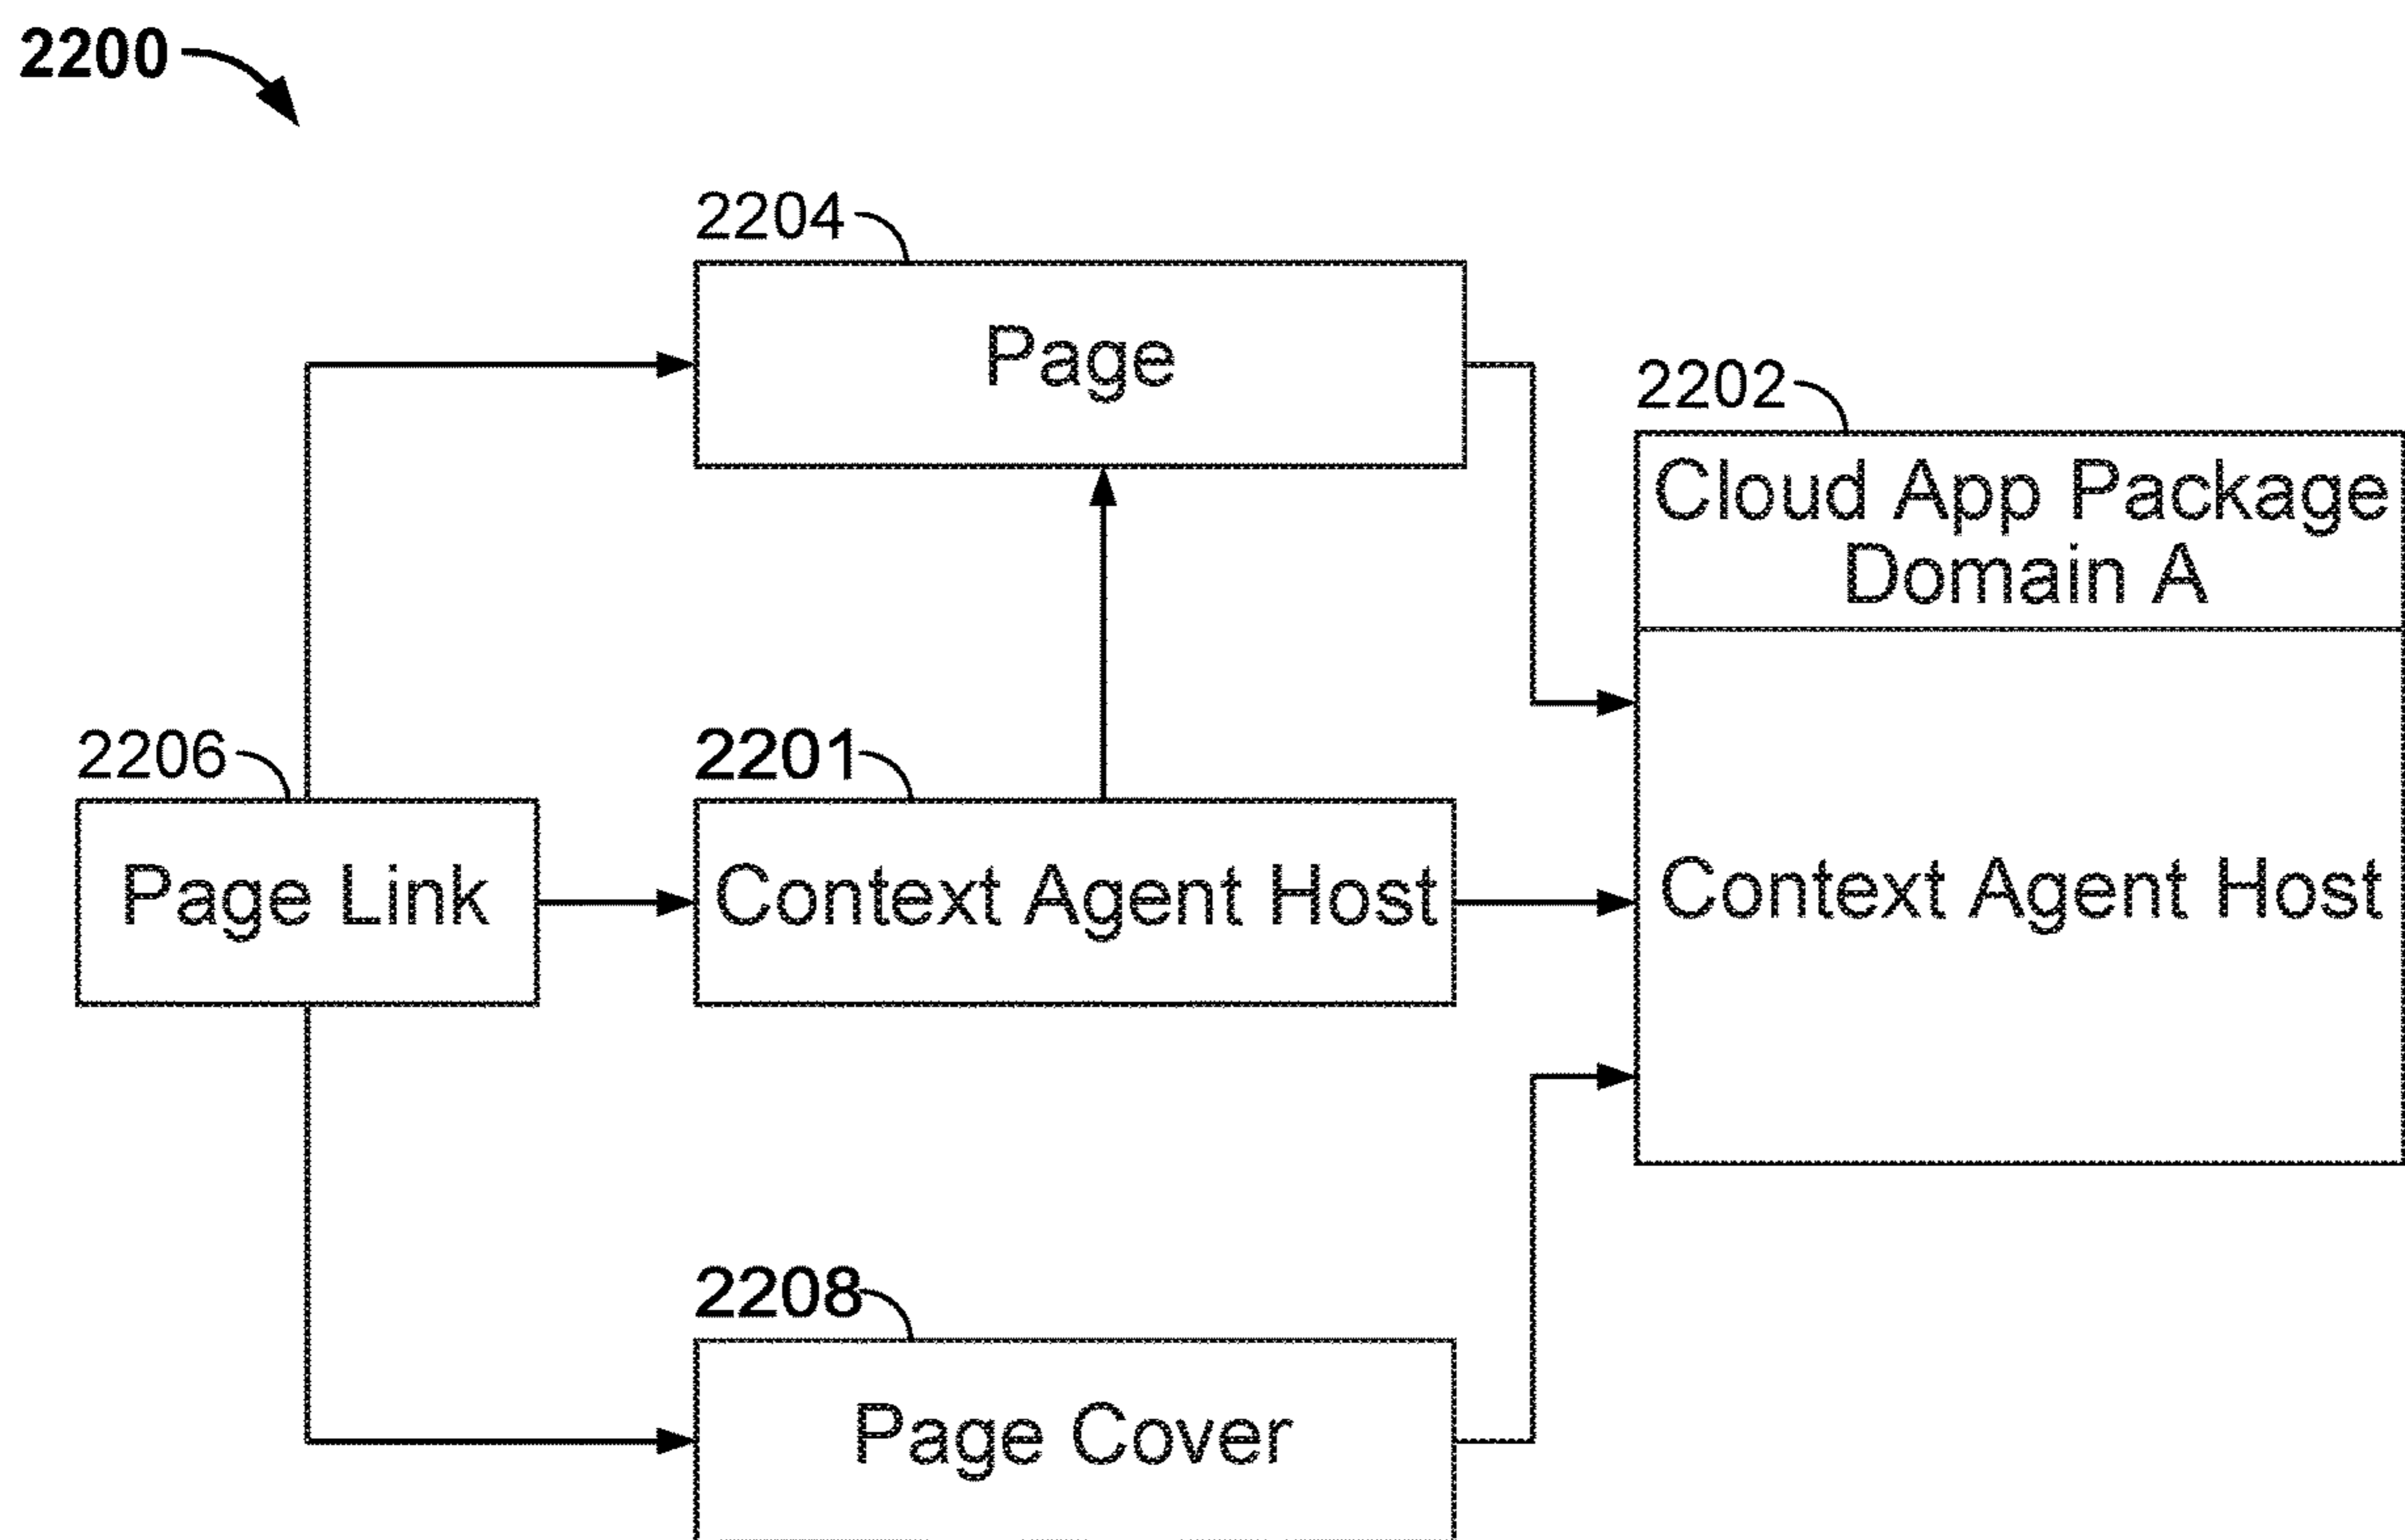 2200
2204
Page
2202
Cloud App Package
Domain A
2206
Page Link
2201
Context Agent Host
Context Agent Host
2208
Page Cover